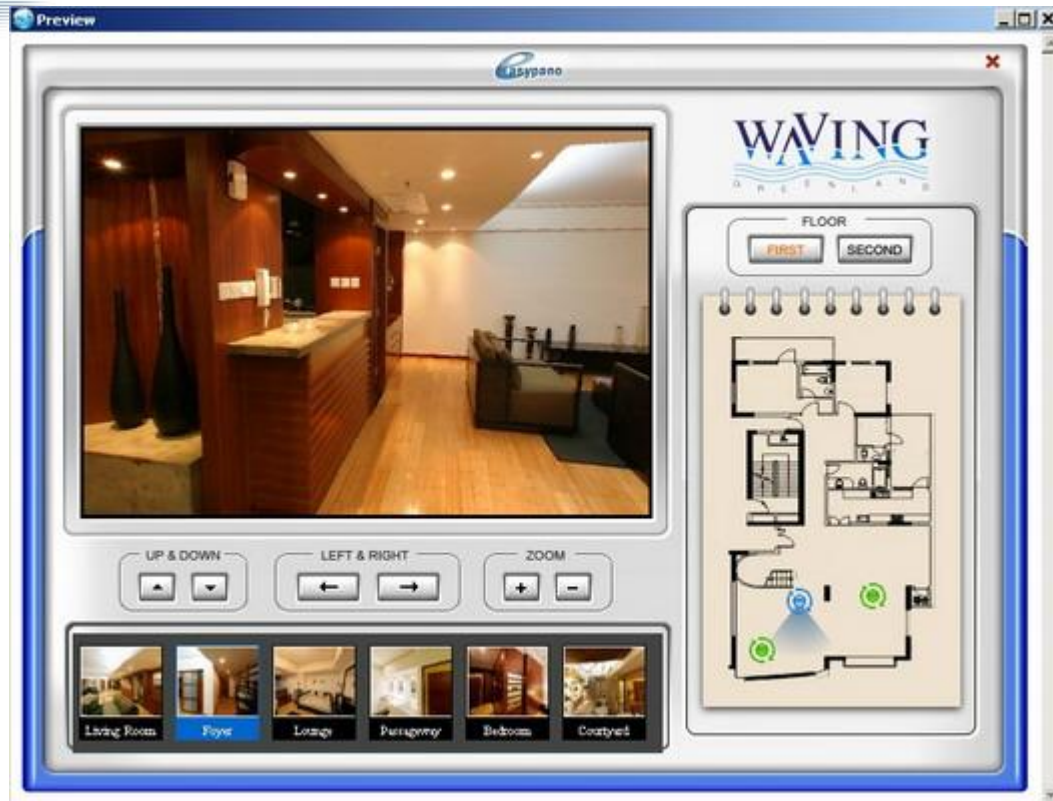 Preview
easypano
WAVING
GREENLAND
FLOOR
FIRST
SECOND
UP & DOWN
LEFT & RIGHT
ZOOM
Living Room
Foyer
Lounge
Passageway
Bedroom
Courtyard